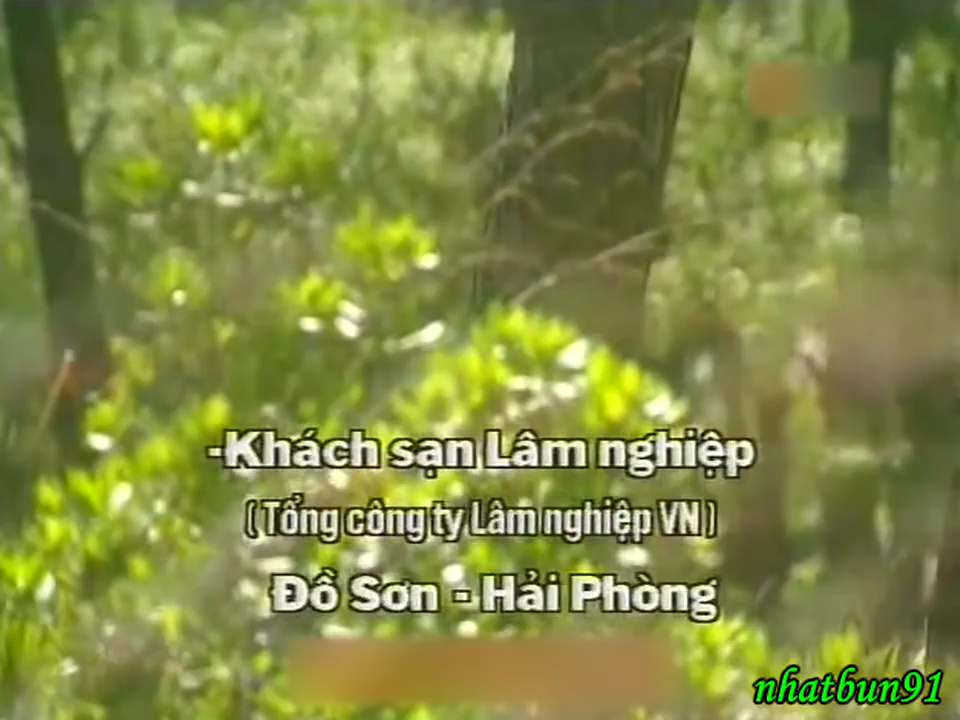 -Khách sạn Lâm nghiệp
(Tổng công ty Lâm nghiệp VN)
Đồ Sơn - Hải Phòng
nhatbun91